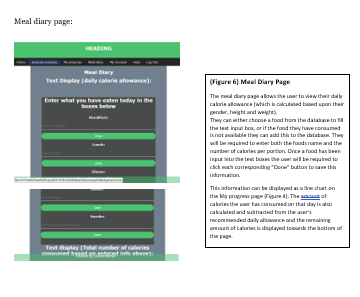 Meal diary page:
HEADING
Home Exercise tutorials My progress Meal diary My Account Help Log Out
Meal Diary
Text Display (daily calorie allowance):
Enter what you have eaten today in the
boxes below
Breakfast:
Save
Lunch:
Save
Dinner:
Dinner:
Save
Snacks:
Save
Text display (Total number of calories
consumed based on entered info above):
(Figure 6) Meal Diary Page
The meal diary page allows the user to view their daily
calorie allowance (which is calculated based upon their
gender, height and weight).
They can either choose a food from the database to fill
the text input box, or if the food they have consumed
is not available they can add this to the database. They
will be required to enter both the foods name and the
number of calories per portion. Once a food has been
input into the text boxes the user will be required to
click each corresponding "Done" button to save this
information.
This information can be displayed as a line chart on
the My progress page (Figure 4). The amount of
calories the user has consumed on that day is also
calculated and subtracted from the user's
recommended daily allowance and the remaining
amount of calories is displayed towards the bottom of
the page.